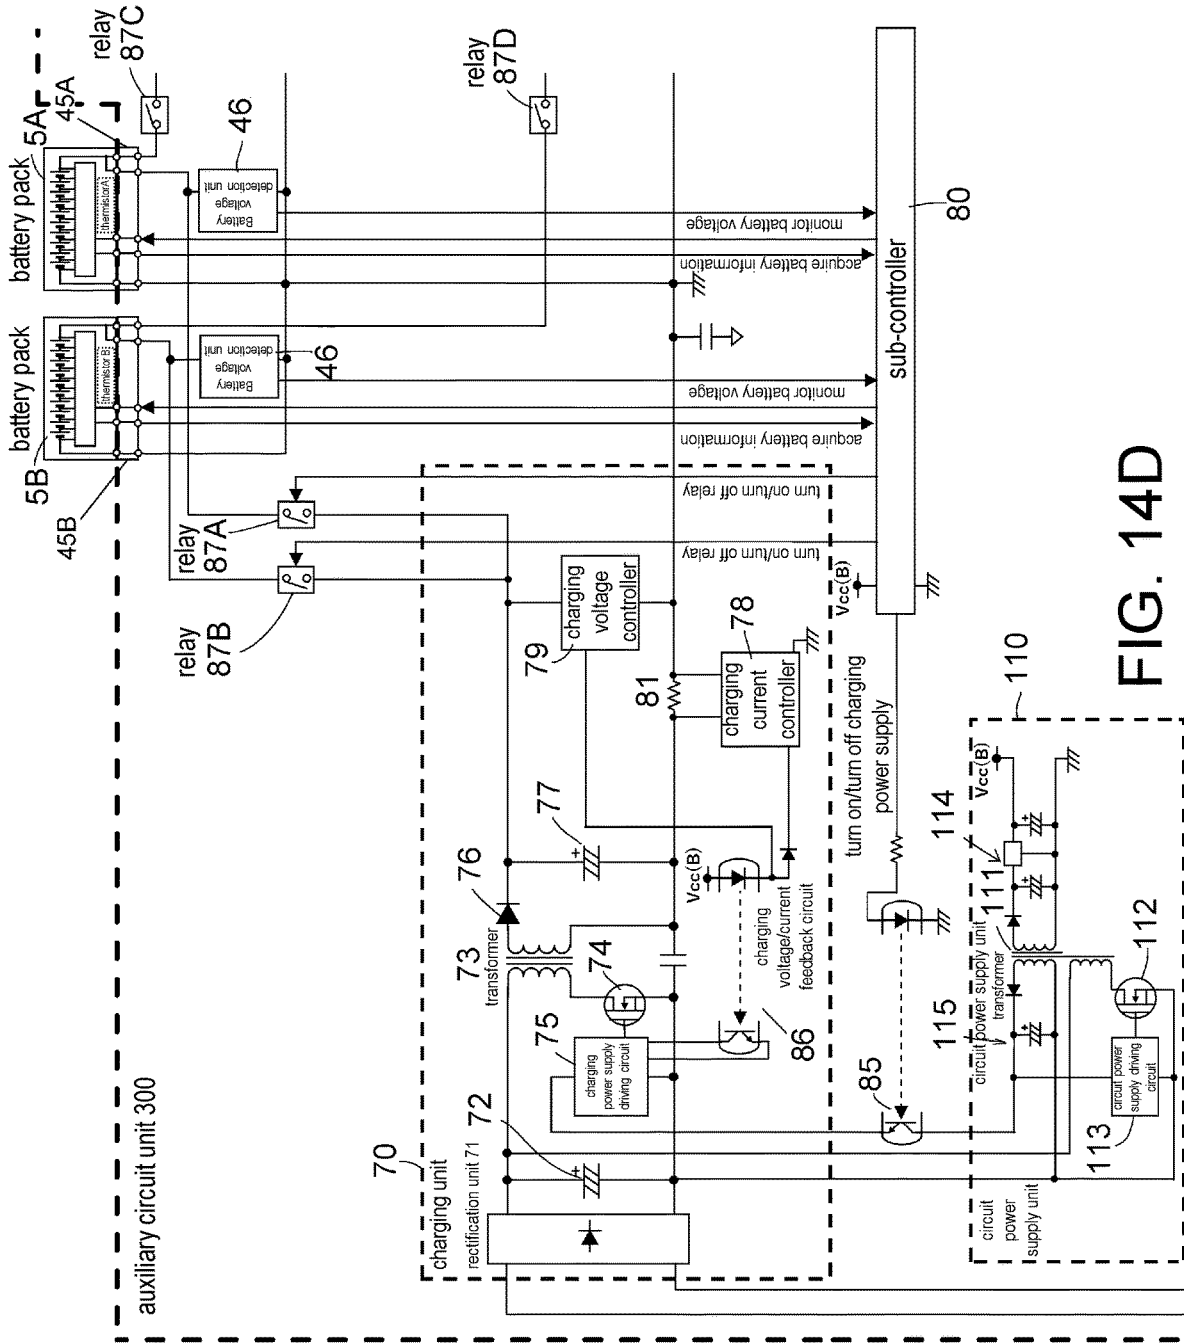 auxiliary circuit unit 300
battery pack
5B
45B
thermistor B
battery pack
5A
45A
thermistor A
relay
87C
Battery
voltage
detection unit
46
Battery
voltage
detection unit
46
relay
87D
relay
87A
relay
87B
turn on/turn off relay
turn on/turn off relay
acquire battery information
monitor battery voltage
acquire battery information
monitor battery voltage
70
charging unit
rectification unit 71
72
+
75
charging
power supply
driving circuit
73
transformer
74
76
77
+
79
charging
voltage
controller
81
78
charging
current
controller
Vcc(B)
charging
voltage/current
feedback circuit
86
85
turn on/turn off charging
power supply
Vcc(B)
sub-controller
80
circuit
power
supply unit
113
circuit power
supply driving
circuit
115
+
circuit power supply unit
transformer
111
112
114
+
+
Vcc(B)
110
FIG. 14D